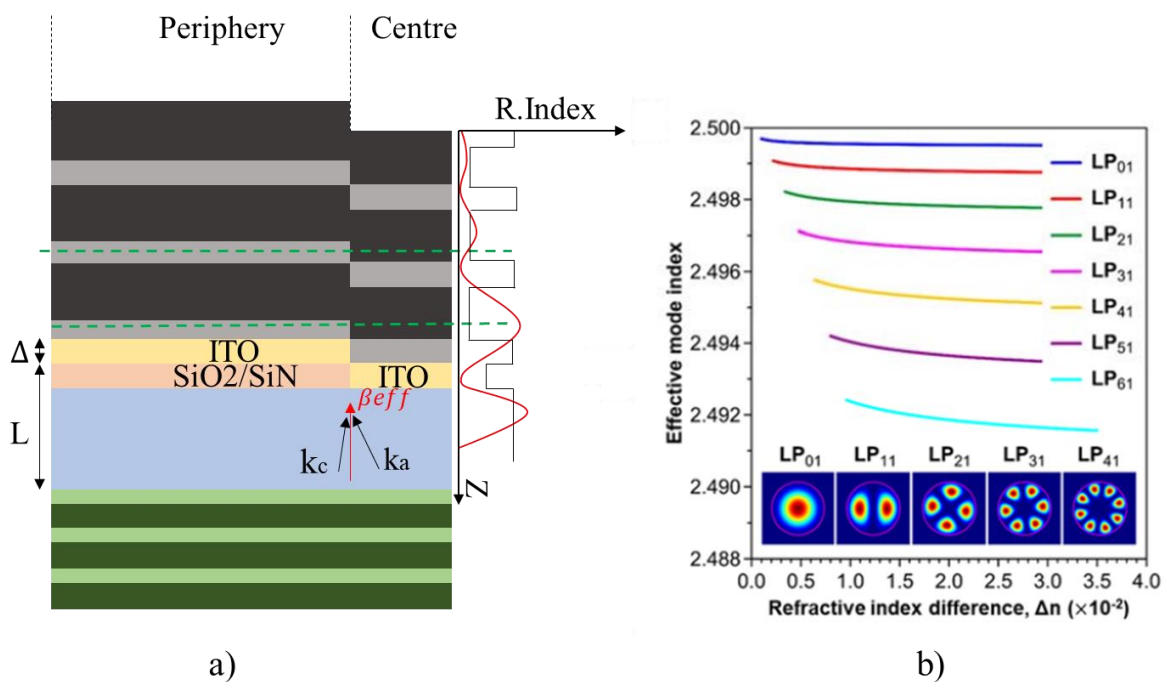 Periphery Centre
R.Index
Δ
ITO
SiO2/SiN ITO
L
βeff
kc ka
Z
a)
Effective mode index
2.500
2.498
2.496
2.494
2.492
2.490
2.488
LP01
LP11
LP21
LP31
LP41
LP51
LP61
LP01 LP11 LP21 LP31 LP41
0.0 0.5 1.0 1.5 2.0 2.5 3.0 3.5 4.0
Refractive index difference, Δn (×10-2)
b)